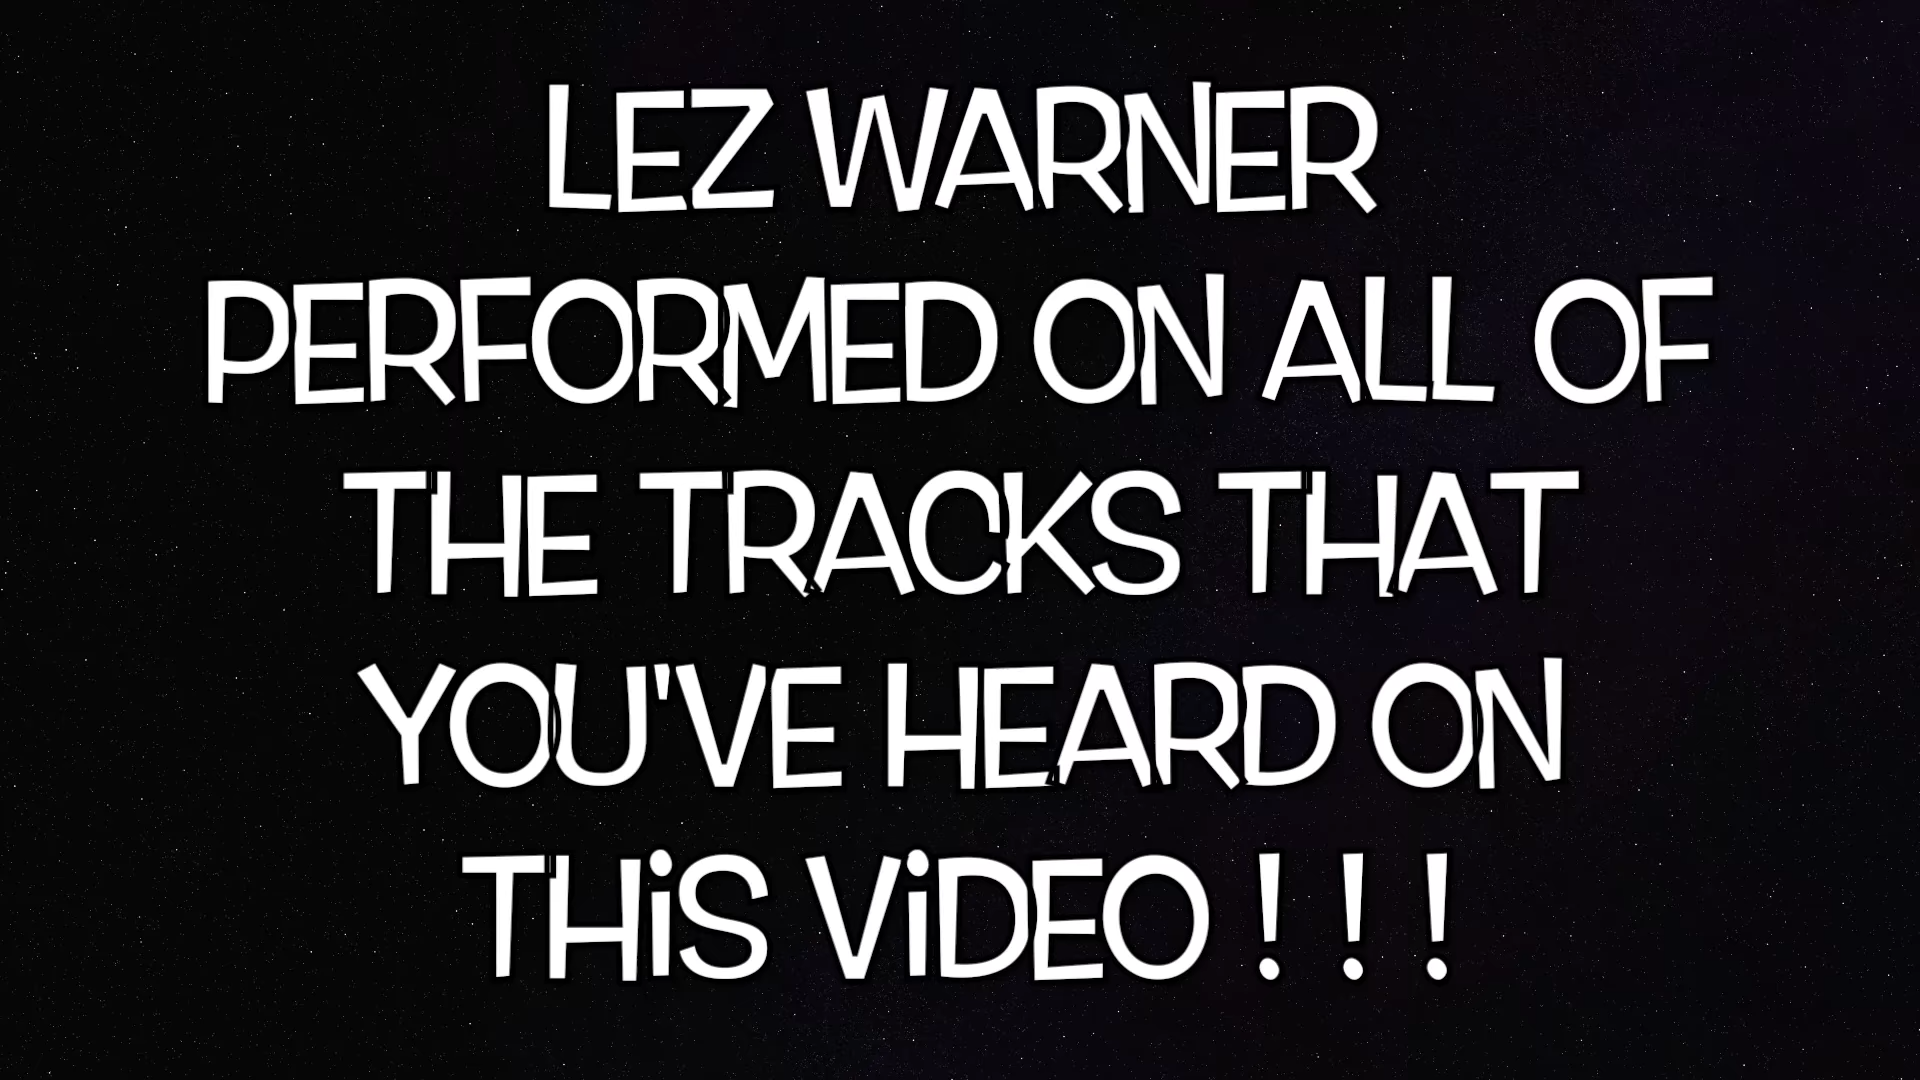 LEZ WARNER
PERFORMED ON ALL OF
THE TRACKS THAT
YOU'VE HEARD ON
THiS ViDEO ! ! !